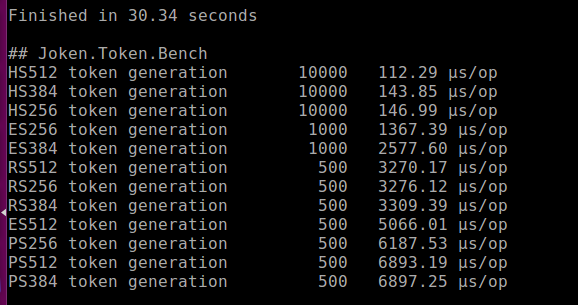 Finished in 30.34 seconds
## Joken.Token.Bench
HS512 token generation 10000 112.29 µs/op
HS384 token generation 10000 143.85 µs/op
HS256 token generation 10000 146.99 µs/op
ES256 token generation 1000 1367.39 µs/op
ES384 token generation 1000 2577.60 µs/op
RS512 token generation 500 3270.17 µs/op
RS256 token generation 500 3276.12 µs/op
RS384 token generation 500 3309.39 µs/op
ES512 token generation 500 5066.01 µs/op
PS256 token generation 500 6187.53 µs/op
PS512 token generation 500 6893.19 µs/op
PS384 token generation 500 6897.25 µs/op